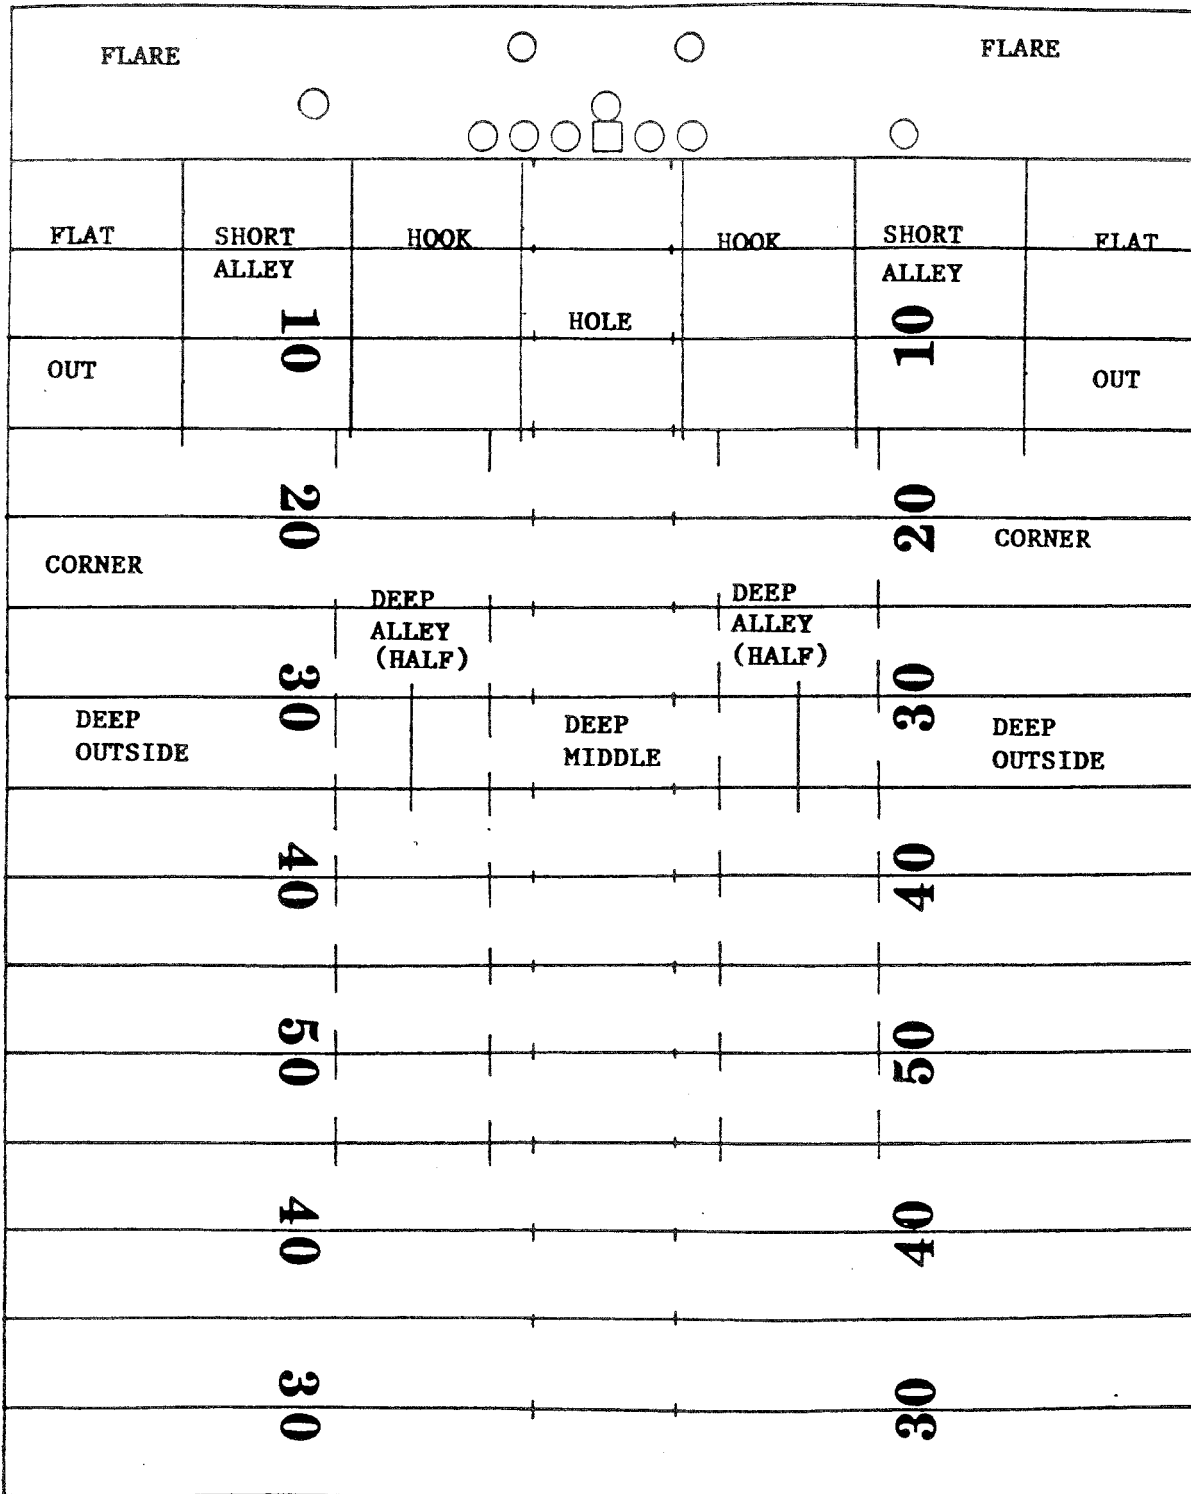 FLARE FLARE
FLAT SHORT HOOK HOOK SHORT FLAT
ALLEY ALLEY
10 HOLE 10
OUT OUT
20 20
CORNER CORNER
DEEP DEEP
ALLEY ALLEY
(HALF) (HALF)
30 30
DEEP DEEP DEEP
OUTSIDE MIDDLE OUTSIDE
40 40
50 50
40 40
30 30